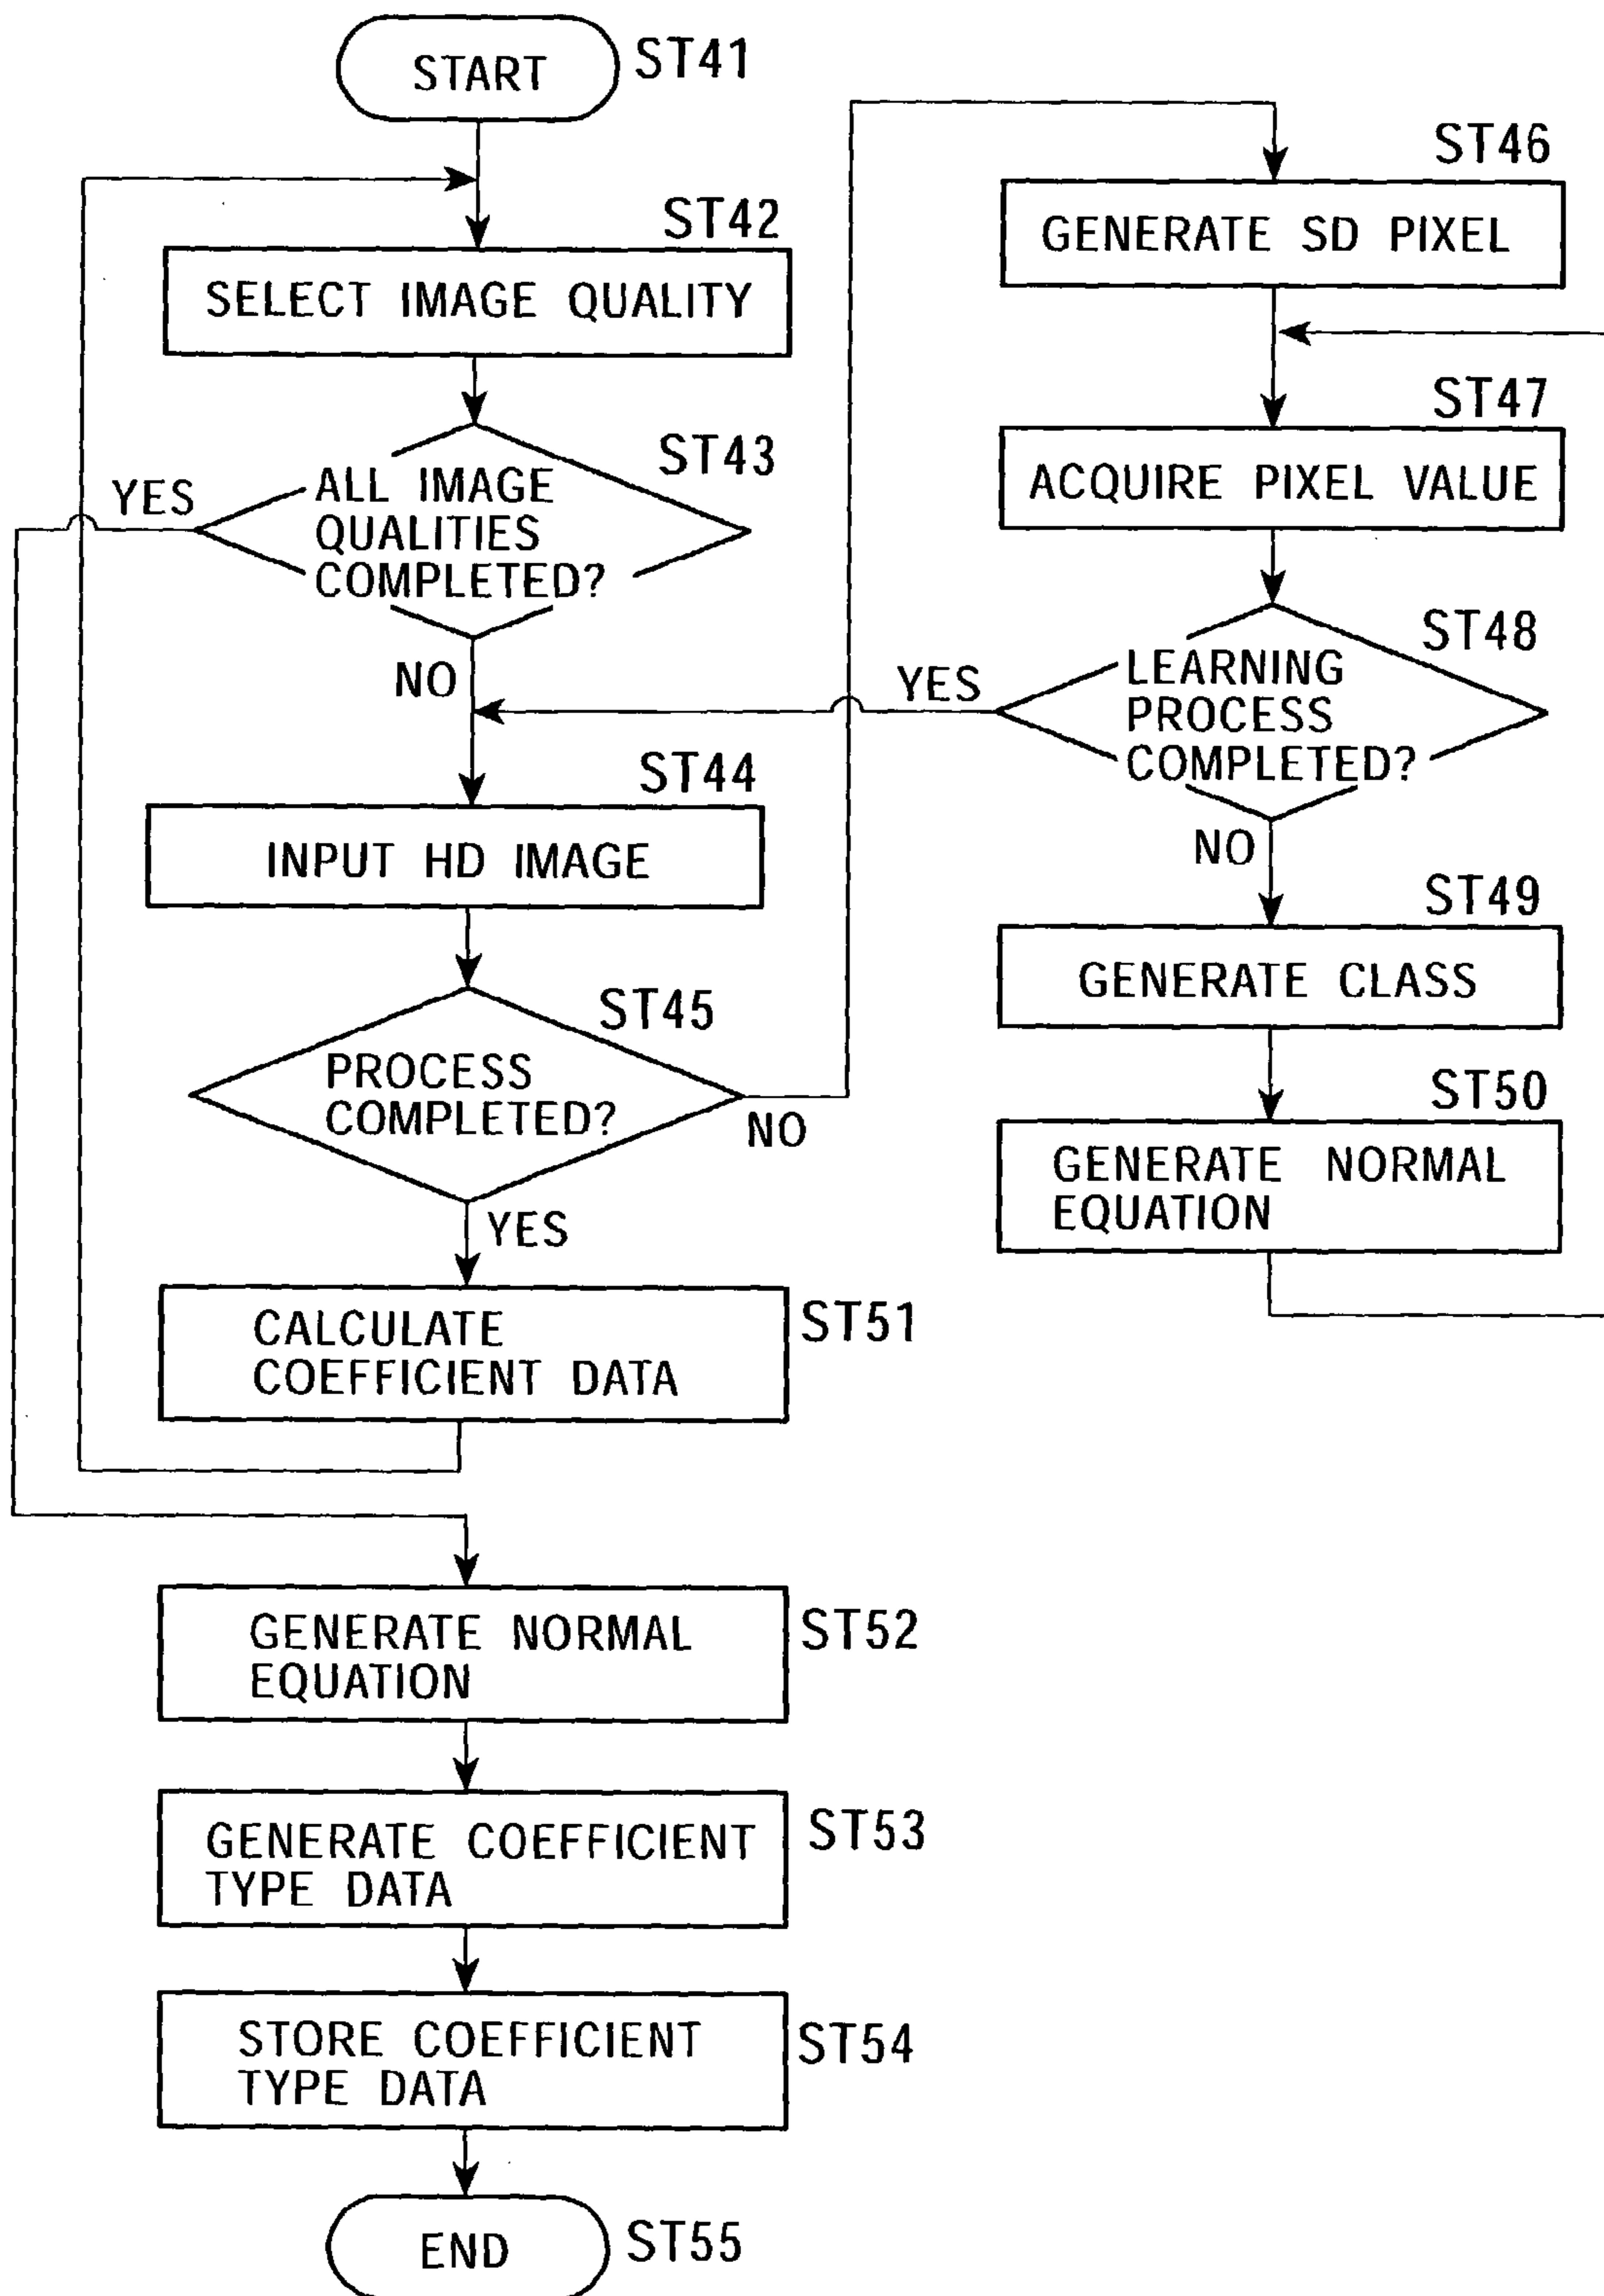 START
ST41
ST42
SELECT IMAGE QUALITY
ST43
ALL IMAGE
QUALITIES
COMPLETED?
YES
NO
ST44
INPUT HD IMAGE
ST45
PROCESS
COMPLETED?
NO
YES
CALCULATE
COEFFICIENT DATA
ST51
GENERATE NORMAL
EQUATION
ST52
GENERATE COEFFICIENT
TYPE DATA
ST53
STORE COEFFICIENT
TYPE DATA
ST54
END
ST55
ST46
GENERATE SD PIXEL
ST47
ACQUIRE PIXEL VALUE
ST48
LEARNING
PROCESS
COMPLETED?
YES
NO
ST49
GENERATE CLASS
ST50
GENERATE NORMAL
EQUATION